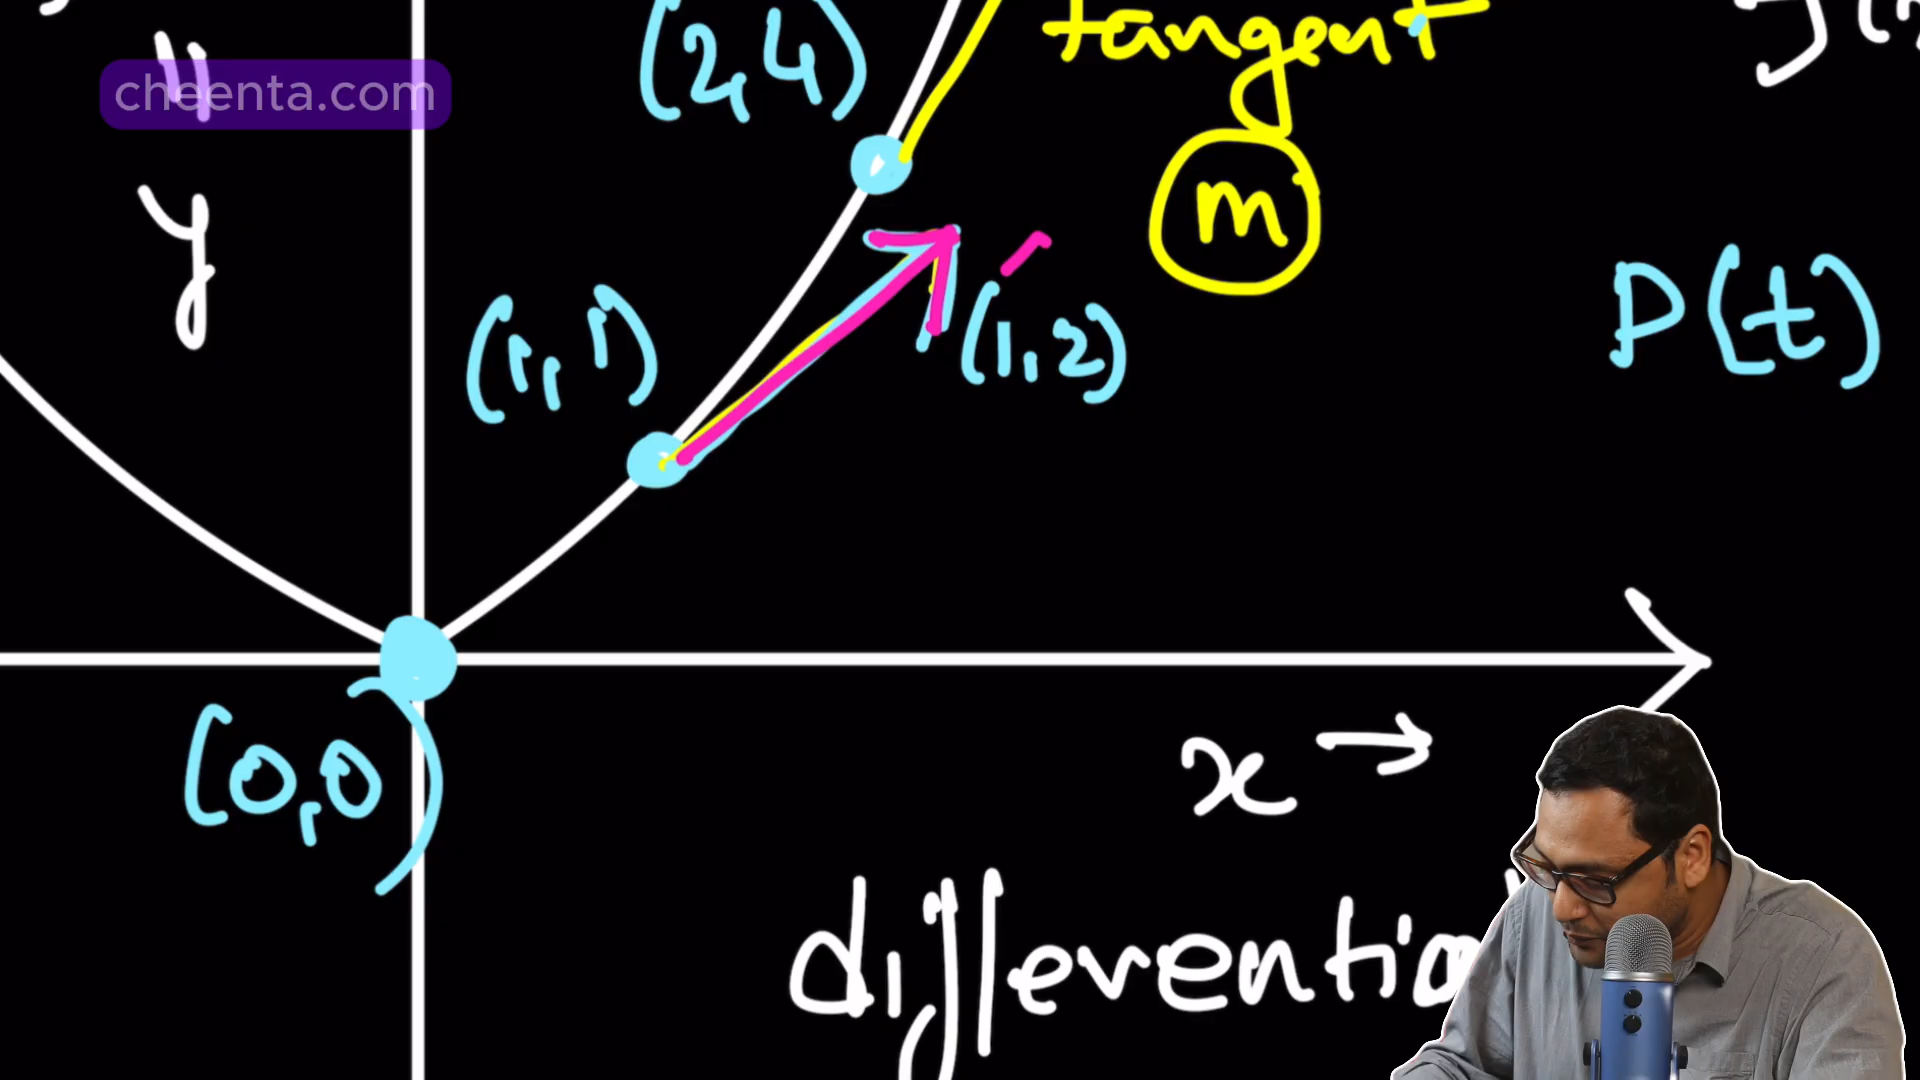 (2,4) tangent
cheenta.com
m
y
(1,1) (1,2) P(t)
(0,0) x →
differentia